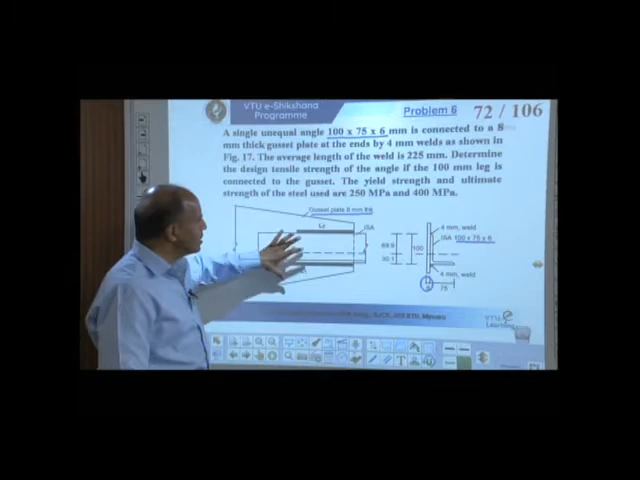 VTU e-Shikshana
Programme
Problem 6
72 / 106
A single unequal angle 100 x 75 x 6 mm is connected to a 8
mm thick gusset plate at the ends by 4 mm welds as shown in
Fig. 17. The average length of the weld is 225 mm. Determine
the design tensile strength of the angle if the 100 mm leg is
connected to the gusset. The yield strength and ultimate
strength of the steel used are 250 MPa and 400 MPa.
Gusset plate 8 mm
ISA
4 mm, weld
ISA 100 x 75 x 6
69.9
100
30.1
4 mm, weld
8
75
VTU e
Learning